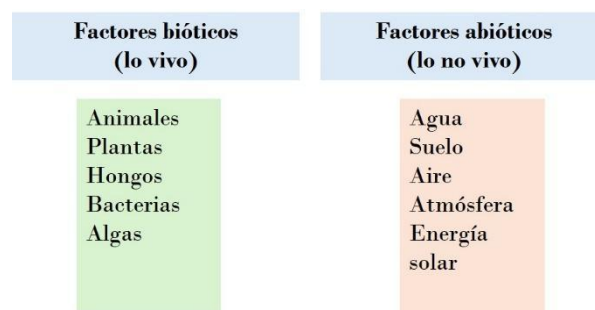 Factores bióticos
(lo vivo)
Factores abióticos
(lo no vivo)
Animales
Plantas
Hongos
Bacterias
Algas
Agua
Suelo
Aire
Atmósfera
Energía
solar